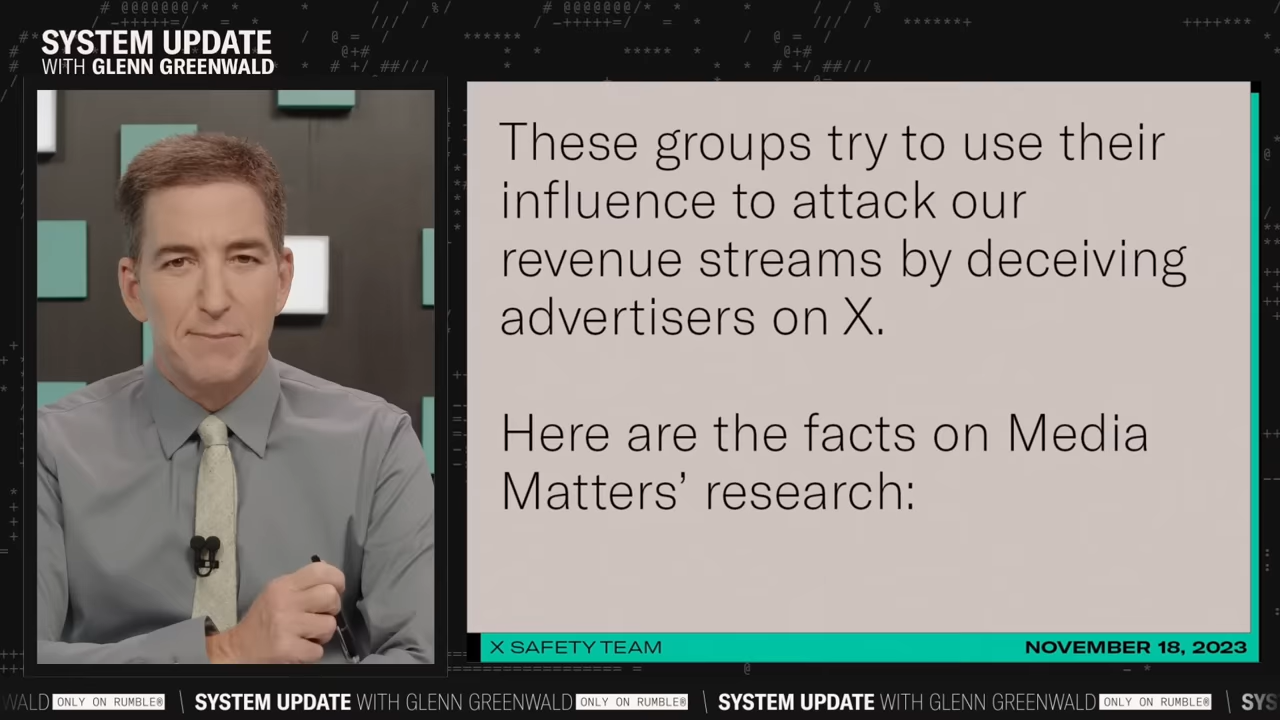 SYSTEM UPDATE
WITH GLENN GREENWALD
These groups try to use their
influence to attack our
revenue streams by deceiving
advertisers on X.
Here are the facts on Media
Matters’ research:
X SAFETY TEAM
NOVEMBER 18, 2023
WALD ONLY ON RUMBLE® \ SYSTEM UPDATE WITH GLENN GREENWALD ONLY ON RUMBLE® \ SYSTEM UPDATE WITH GLENN GREENWALD ONLY ON RUMBLE® \ SYS